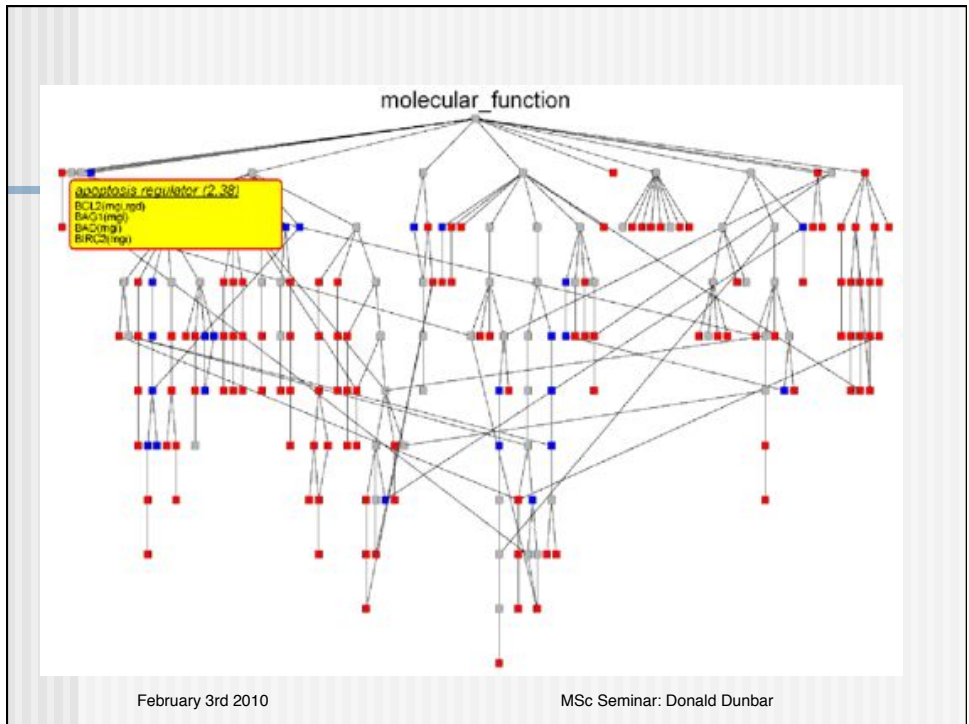 molecular_function
apoptosis regulator (2.38)
BCL2(mgi,rgd)
BAG1(mgi)
BAD(mgi)
BIRC2(mgi)
February 3rd 2010
MSc Seminar: Donald Dunbar